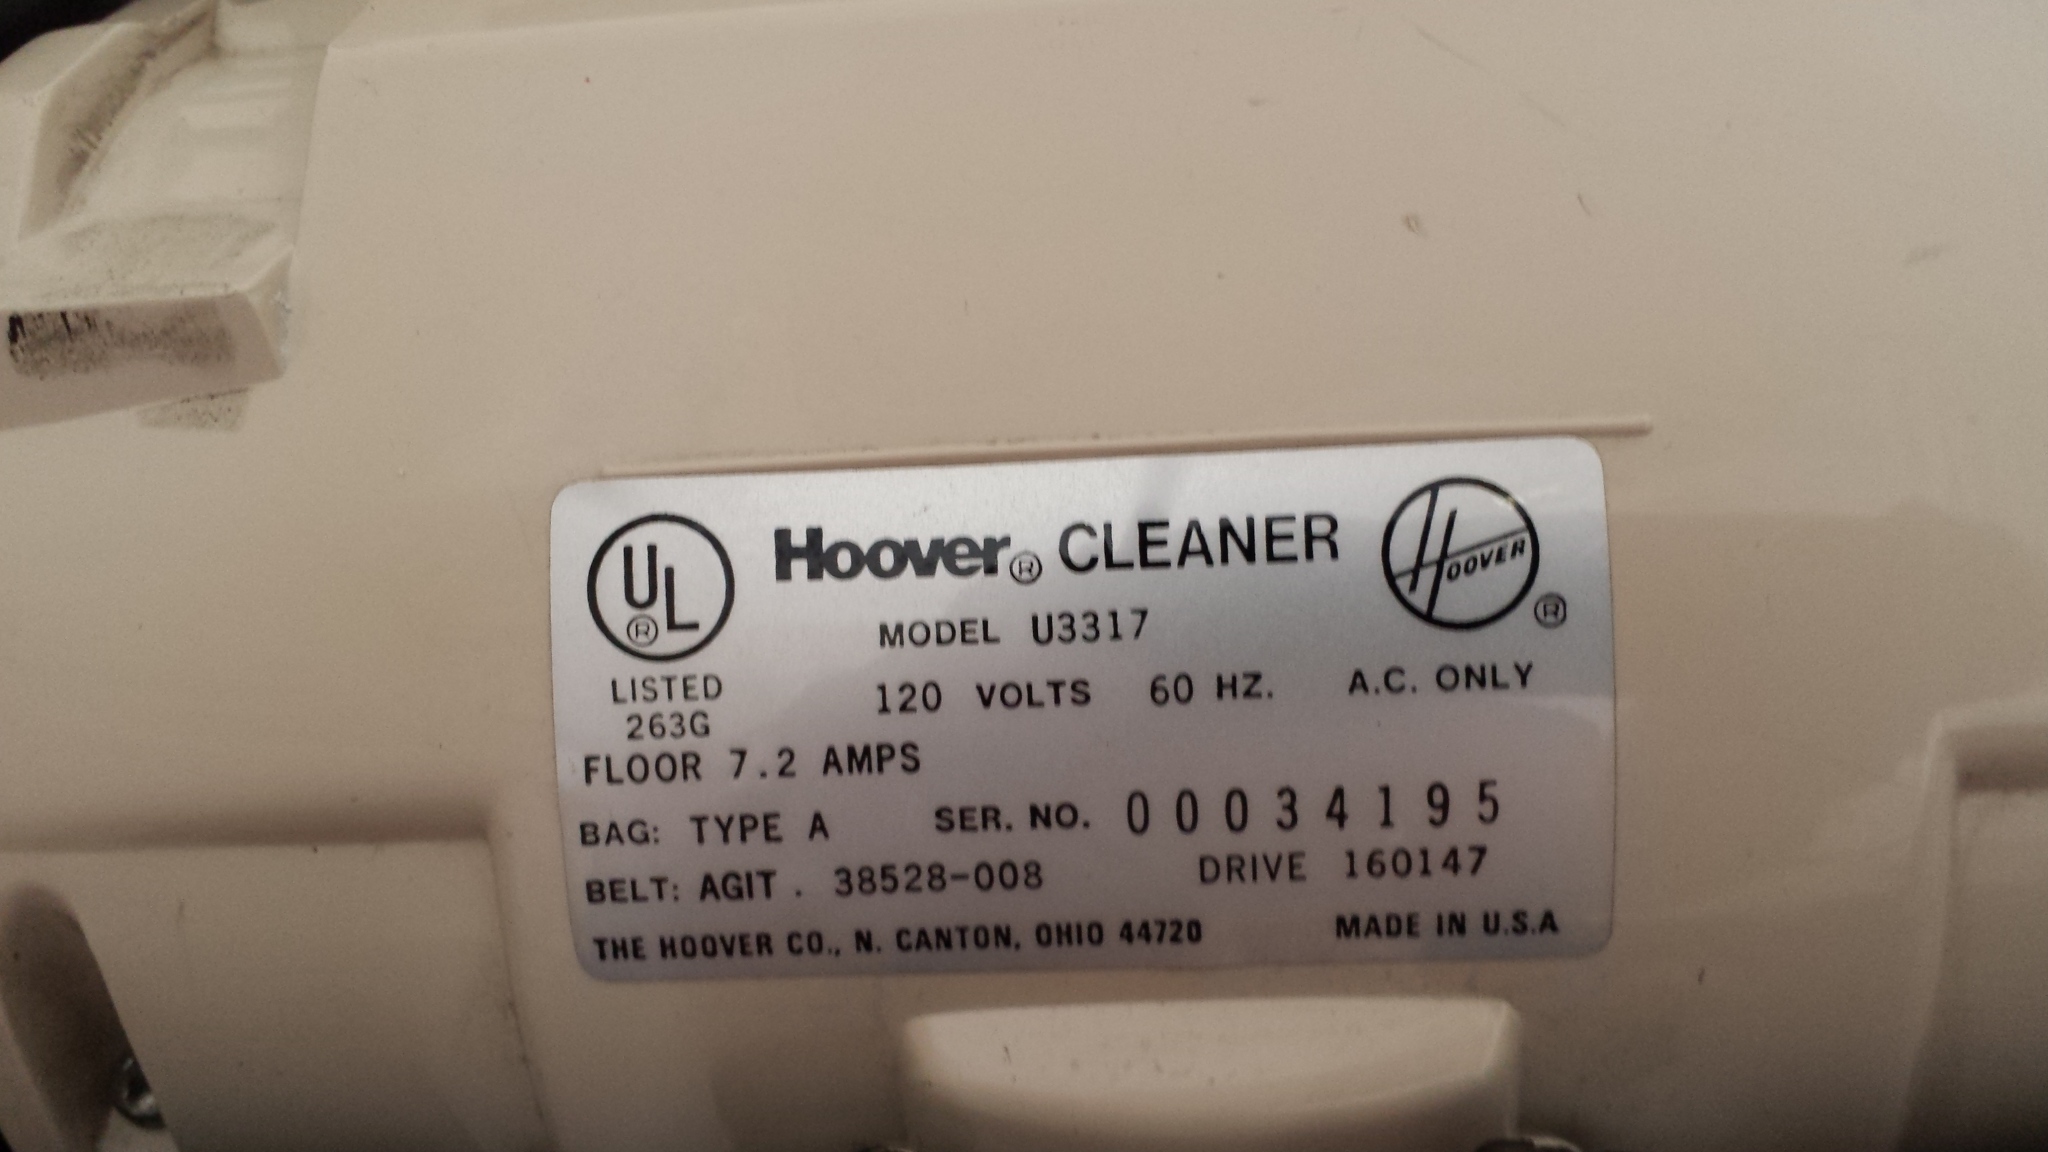 UL®
LISTED
263G
Hoover® CLEANER
HOOVER ®
MODEL U3317
120 VOLTS 60 HZ. A.C. ONLY
FLOOR 7.2 AMPS
BAG: TYPE A SER. NO. 00034195
BELT: AGIT. 38528-008 DRIVE 160147
THE HOOVER CO., N. CANTON, OHIO 44720 MADE IN U.S.A